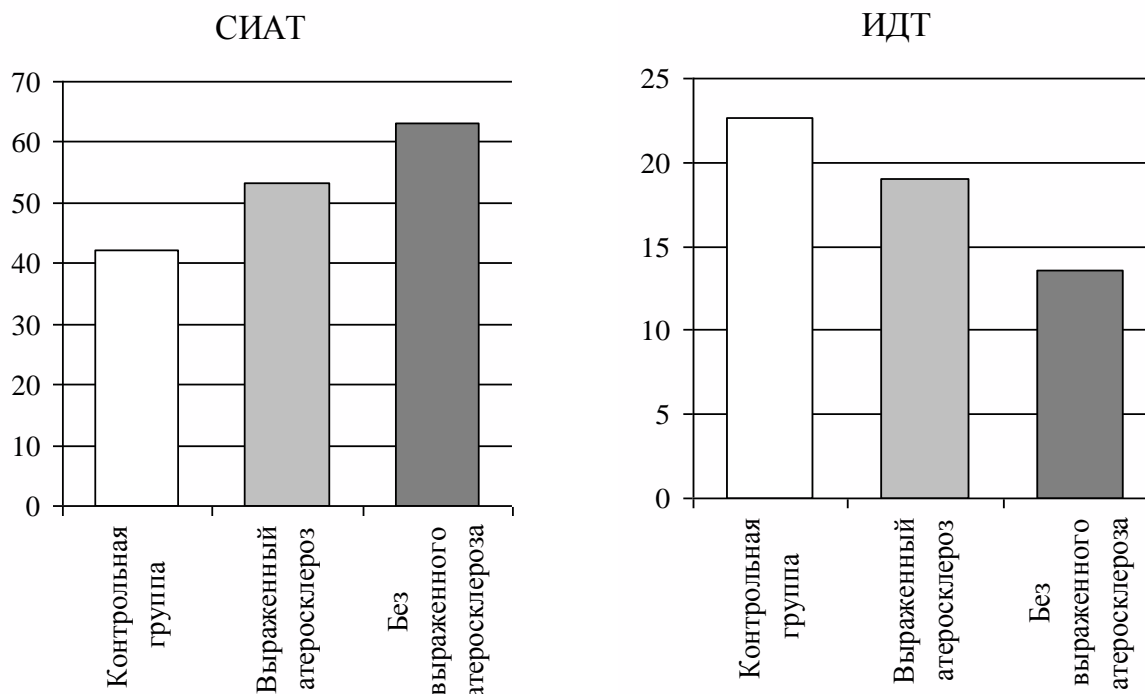 СИАТ
70
60
50
40
30
20
10
0
Контрольная
группа
Выраженный
атеросклероз
Без
выраженного
атеросклероза
ИДТ
25
20
15
10
5
0
Контрольная
группа
Выраженный
атеросклероз
Без
выраженного
атеросклероза